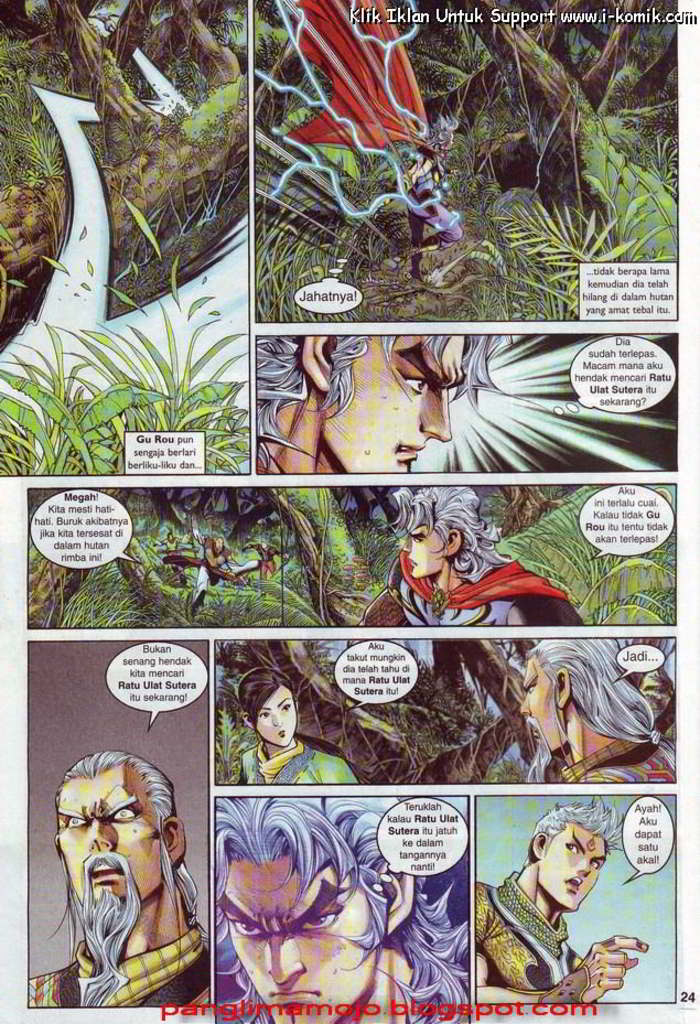 Klik Iklan Untuk Support www.i-komik.com
Jahatnya!
...tidak berapa lama
kemudian dia telah
hilang di dalam hutan
yang amat tebal itu.
Gu Rou pun
sengaja berlari
berliku-liku dan...
Dia
sudah terlepas.
Macam mana aku
hendak mencari Ratu
Ulat Sutera itu
sekarang?
Megah!
Kita mesti hati-
hati. Buruk akibatnya
jika kita tersesat di
dalam hutan
rimba ini!
Aku
ini terlalu cuai.
Kalau tidak Gu
Rou itu tentu tidak
akan terlepas!
Bukan
senang hendak
kita mencari
Ratu Ulat Sutera
itu sekarang!
Aku
takut mungkin
dia telah tahu di
mana Ratu Ulat
Sutera itu!
Jadi...
Teruklah
kalau Ratu Ulat
Sutera itu jatuh
ke dalam
tangannya
nanti!
Ayah!
Aku
dapat
satu
akal!
24
panglimamojo.blogspot.com